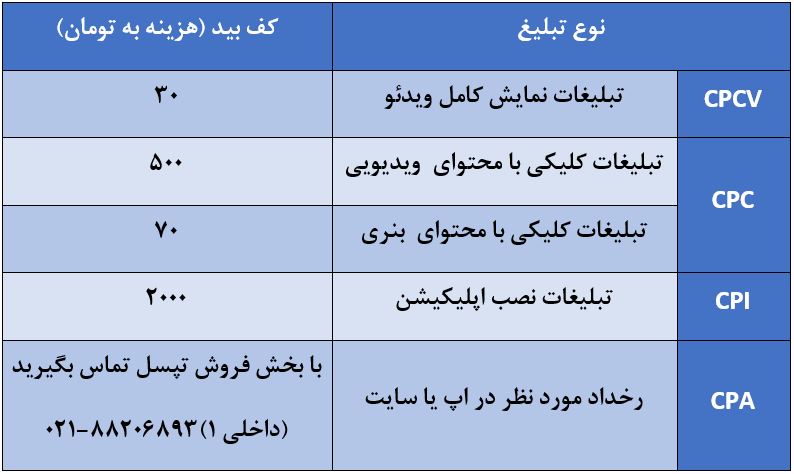 نوع تبلیغ کف بید (هزینه به تومان)
CPCV تبلیغات نمایش کامل ویدئو ۳۰
CPC تبلیغات کلیکی با محتوای ویدیویی ۵۰۰
تبلیغات کلیکی با محتوای بنری ۷۰
CPI تبلیغات نصب اپلیکیشن ۲۰۰۰
CPA رخداد مورد نظر در اپ یا سایت با بخش فروش تپسل تماس بگیرید
(داخلی ۱) ۰۲۱-۸۸۲۰۶۸۹۳